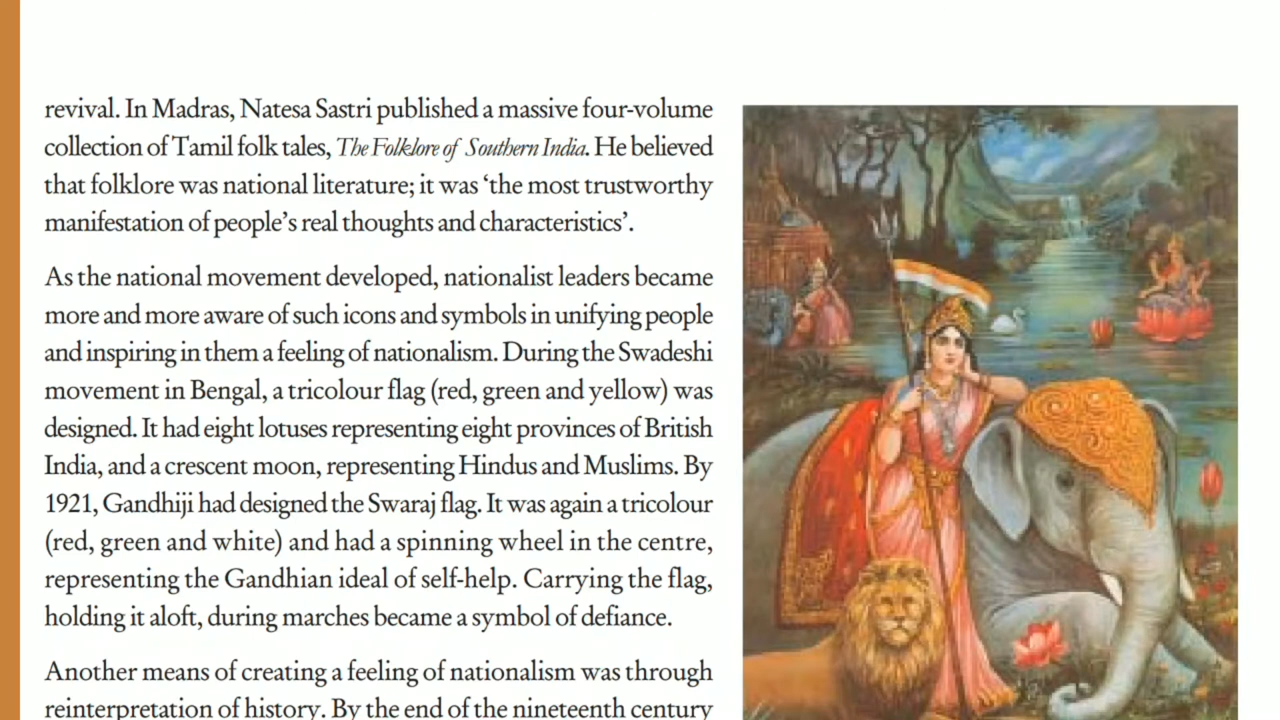 revival. In Madras, Natesa Sastri published a massive four-volume
collection of Tamil folk tales, The Folklore of Southern India. He believed
that folklore was national literature; it was ‘the most trustworthy
manifestation of people’s real thoughts and characteristics’.
As the national movement developed, nationalist leaders became
more and more aware of such icons and symbols in unifying people
and inspiring in them a feeling of nationalism. During the Swadeshi
movement in Bengal, a tricolour flag (red, green and yellow) was
designed. It had eight lotuses representing eight provinces of British
India, and a crescent moon, representing Hindus and Muslims. By
1921, Gandhiji had designed the Swaraj flag. It was again a tricolour
(red, green and white) and had a spinning wheel in the centre,
representing the Gandhian ideal of self-help. Carrying the flag,
holding it aloft, during marches became a symbol of defiance.
Another means of creating a feeling of nationalism was through
reinterpretation of history. By the end of the nineteenth century